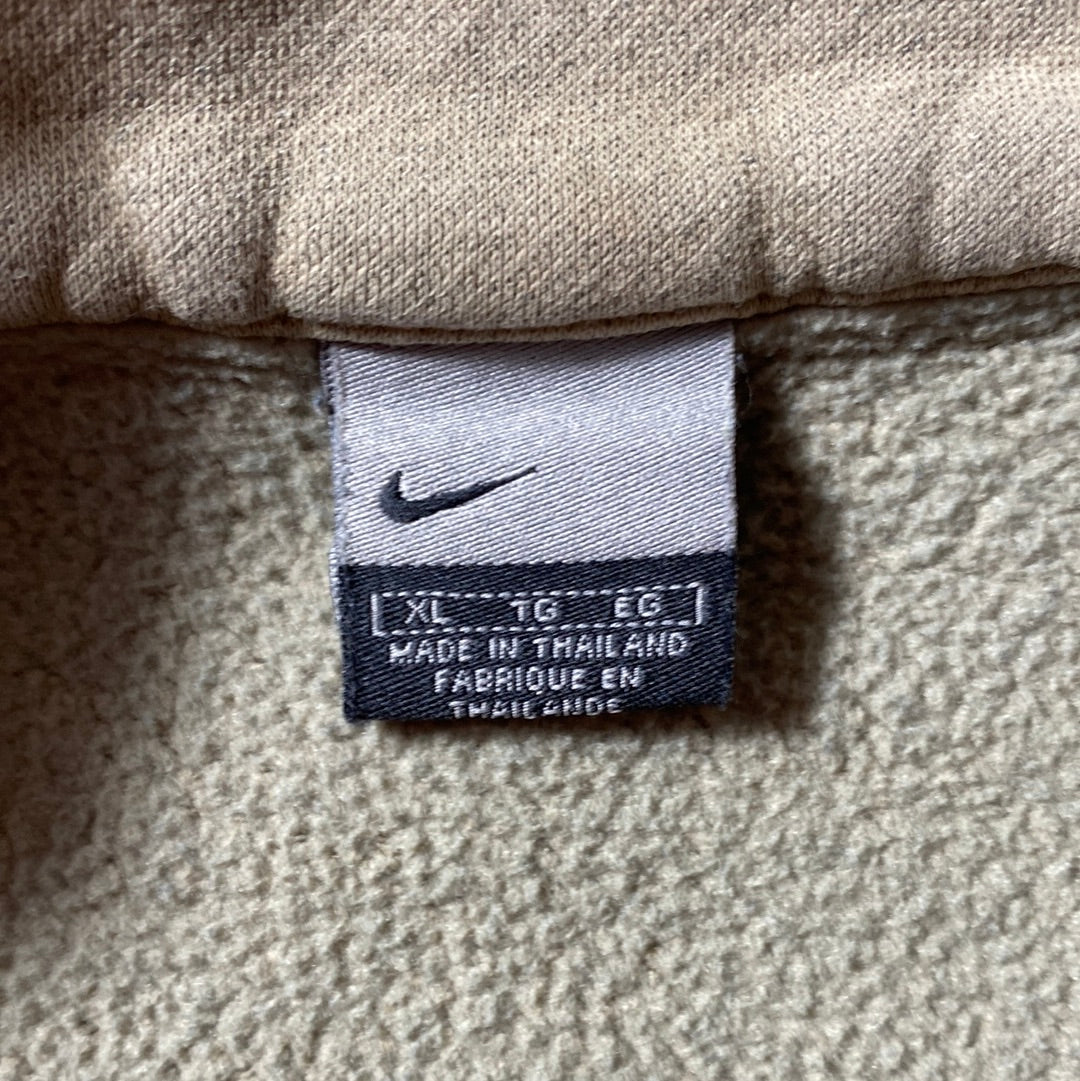 XL TG EG
MADE IN THAILAND
FABRIQUE EN
THAILANDE